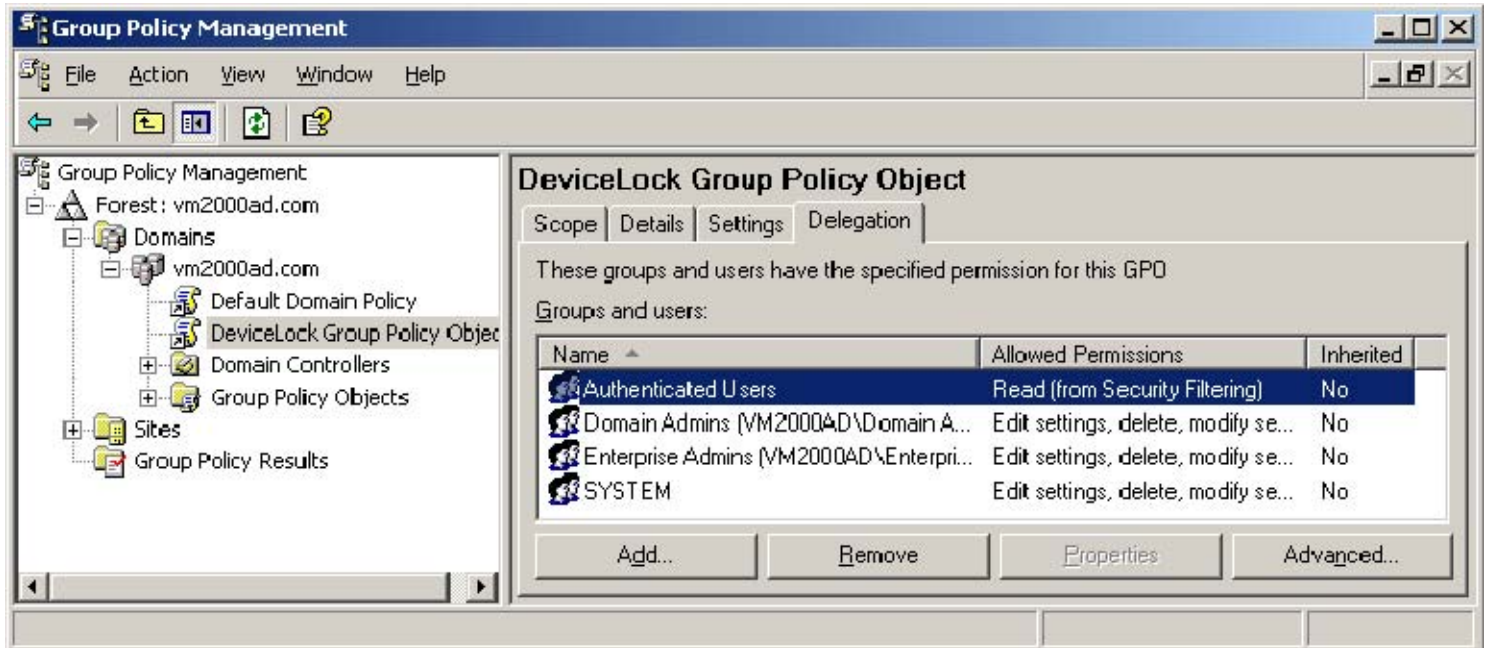 Group Policy Management
File Action View Window Help
Group Policy Management
Forest: vm2000ad.com
Domains
vm2000ad.com
Default Domain Policy
DeviceLock Group Policy Objec
Domain Controllers
Group Policy Objects
Sites
Group Policy Results
DeviceLock Group Policy Object
Scope Details Settings Delegation
These groups and users have the specified permission for this GPO
Groups and users:
Name Allowed Permissions Inherited
Authenticated Users Read (from Security Filtering) No
Domain Admins (VM2000AD\Domain A... Edit settings, delete, modify se... No
Enterprise Admins (VM2000AD\Enterpri... Edit settings, delete, modify se... No
SYSTEM Edit settings, delete, modify se... No
Add... Remove Properties Advanced...